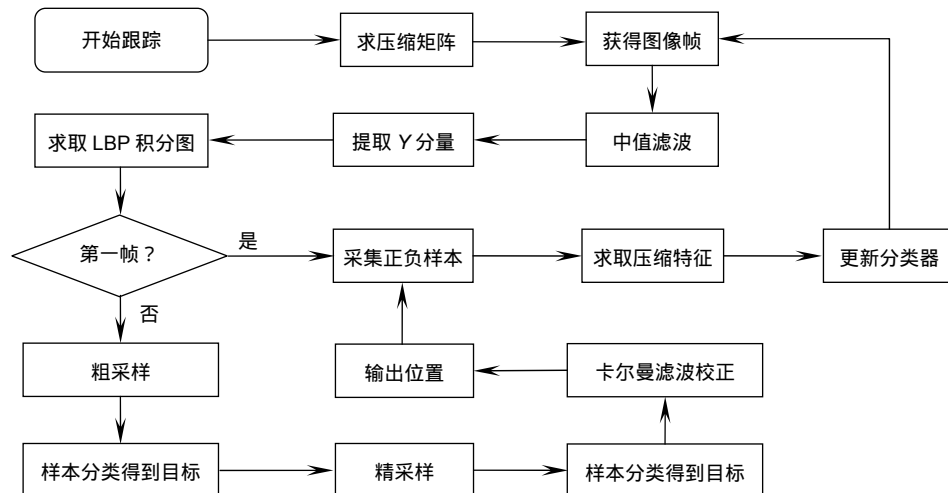 开始跟踪
求压缩矩阵
获得图像帧
求取 LBP 积分图
提取 Y 分量
中值滤波
第一帧？
是
采集正负样本
求取压缩特征
更新分类器
否
粗采样
输出位置
卡尔曼滤波校正
样本分类得到目标
精采样
样本分类得到目标